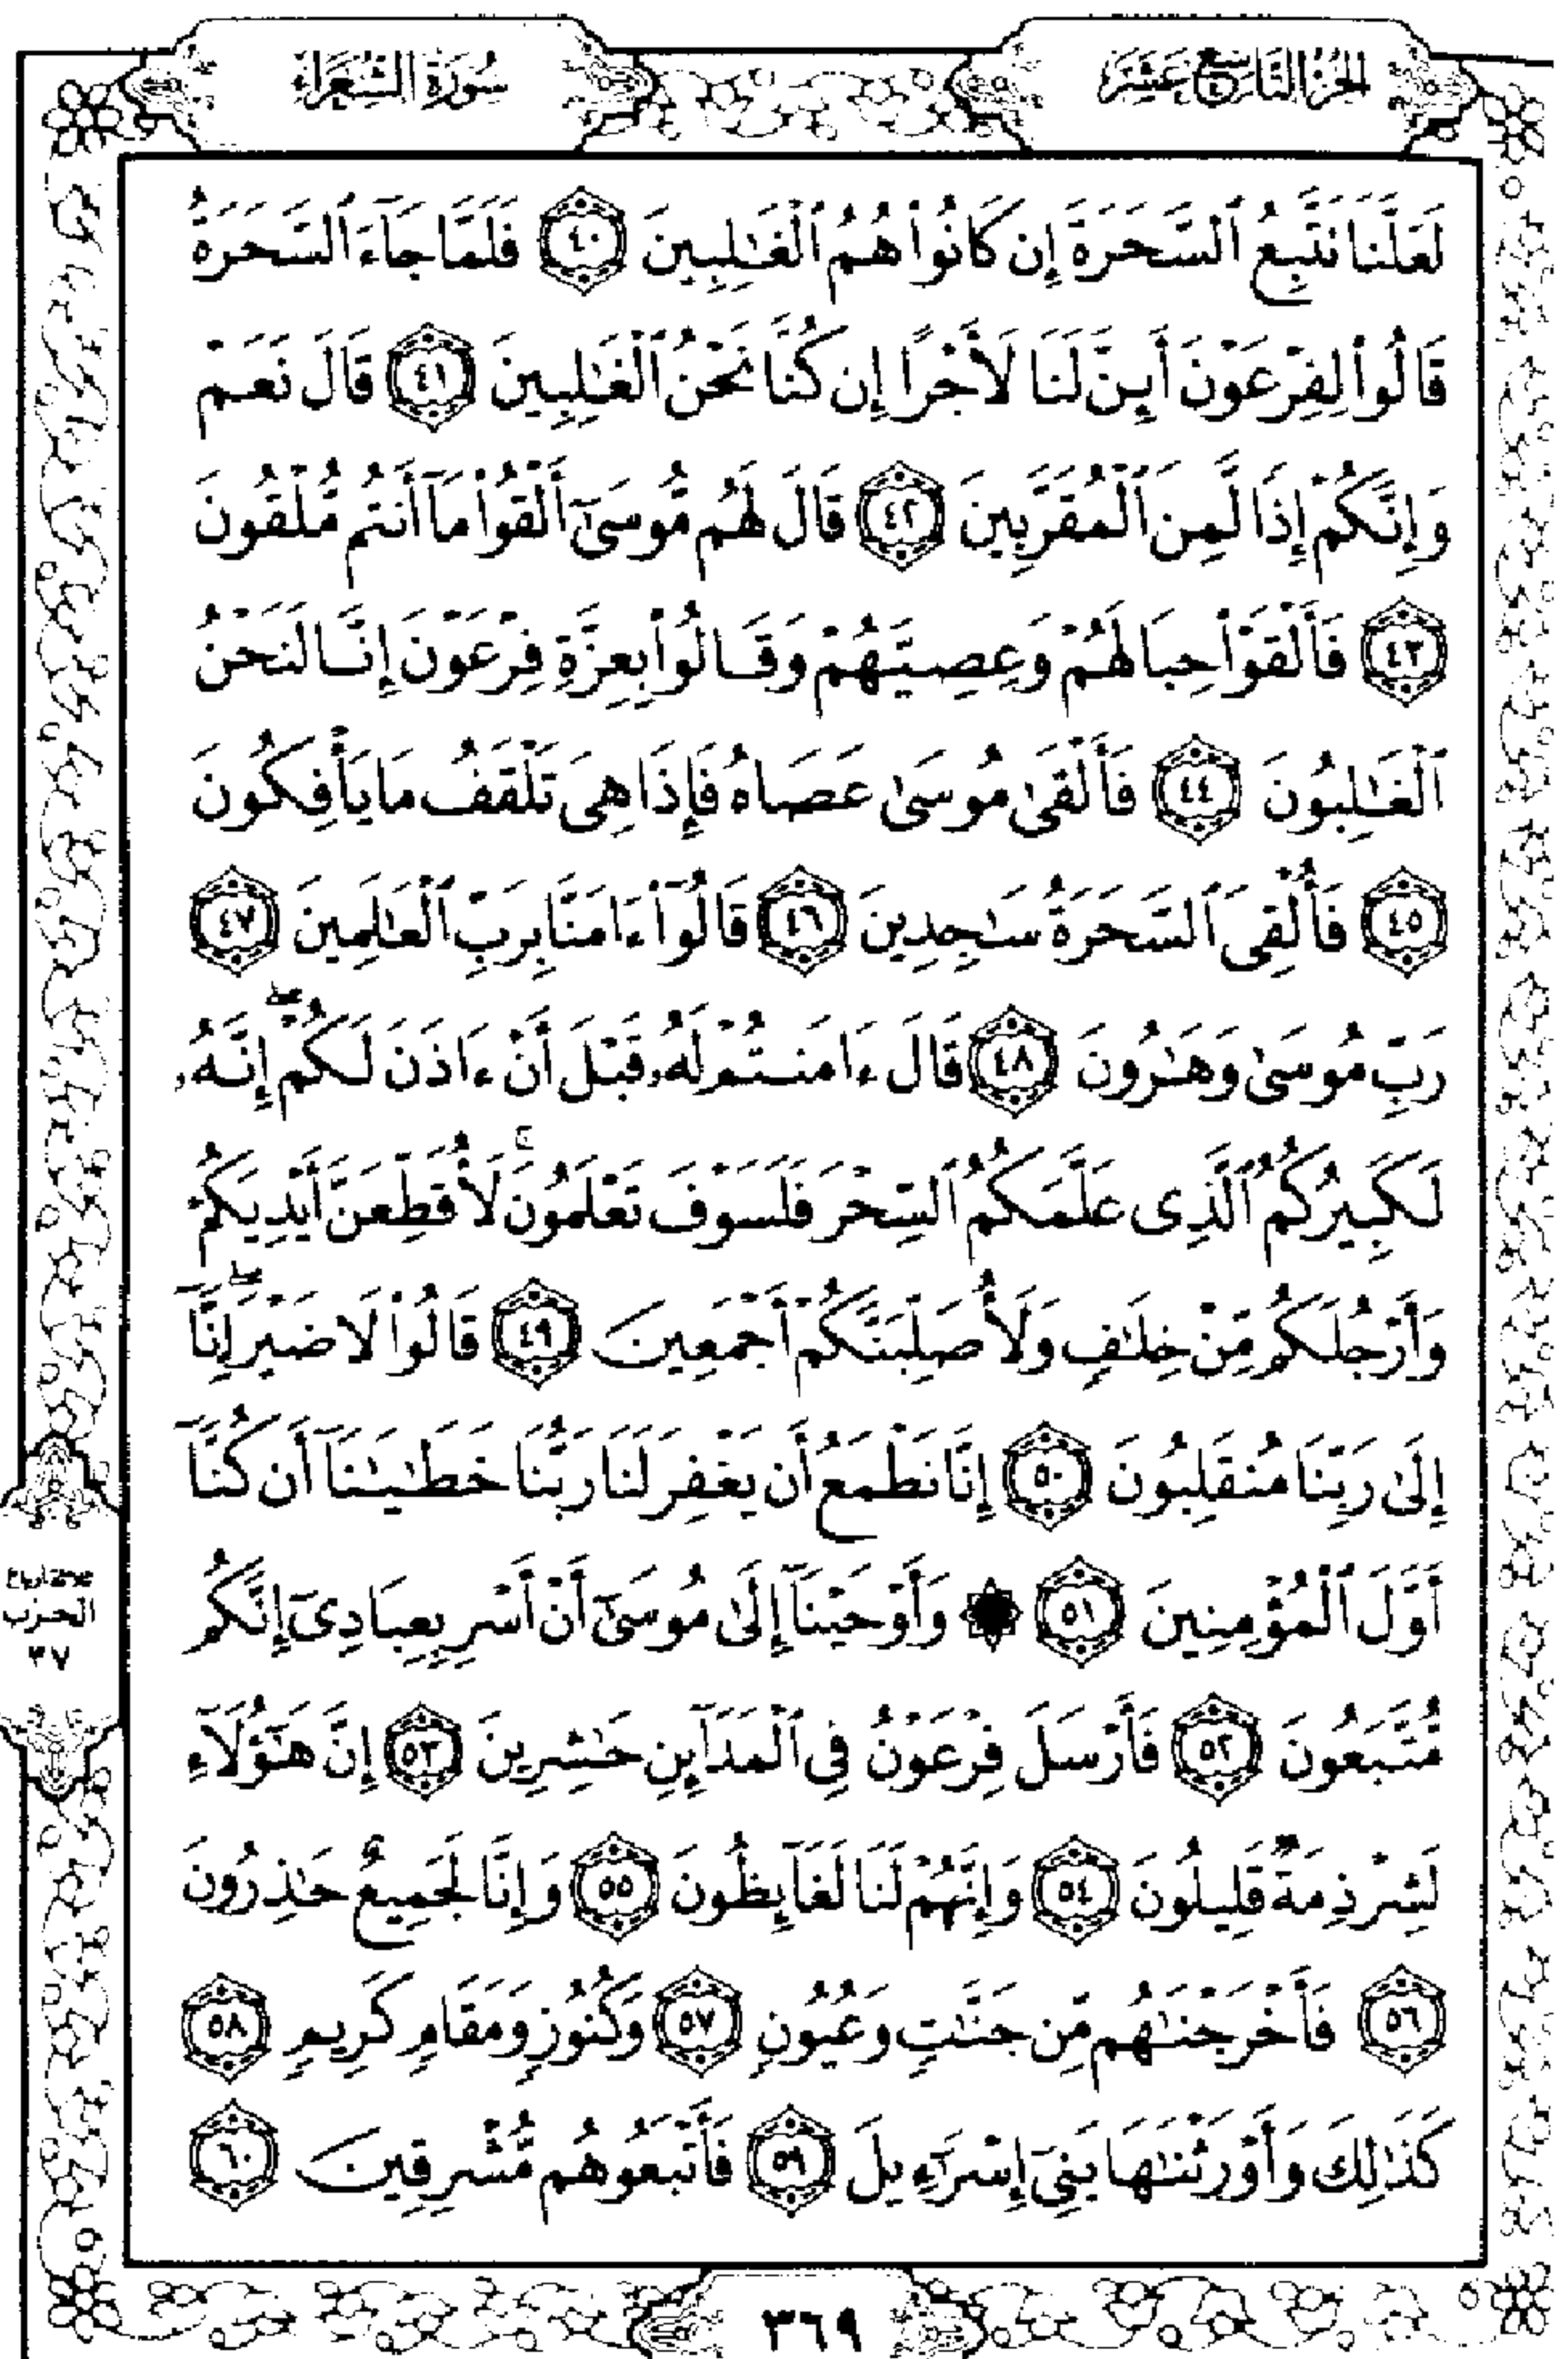 الجزء التاسع عشر
سورة الشعراء
لَعَلَّنَا نَتَّبِعُ ٱلسَّحَرَةَ إِن كَانُوا۟ هُمُ ٱلْغَٰلِبِينَ ٤٠ فَلَمَّا جَآءَ ٱلسَّحَرَةُ
قَالُوا۟ لِفِرْعَوْنَ أَئِنَّ لَنَا لَأَجْرًا إِن كُنَّا نَحْنُ ٱلْغَٰلِبِينَ ٤١ قَالَ نَعَمْ
وَإِنَّكُمْ إِذًا لَّمِنَ ٱلْمُقَرَّبِينَ ٤٢ قَالَ لَهُم مُّوسَىٰٓ أَلْقُوا۟ مَآ أَنتُم مُّلْقُونَ
٤٣ فَأَلْقَوْا۟ حِبَالَهُمْ وَعِصِيَّهُمْ وَقَالُوا۟ بِعِزَّةِ فِرْعَوْنَ إِنَّا لَنَحْنُ
ٱلْغَٰلِبُونَ ٤٤ فَأَلْقَىٰ مُوسَىٰ عَصَاهُ فَإِذَا هِىَ تَلْقَفُ مَا يَأْفِكُونَ
٤٥ فَأُلْقِىَ ٱلسَّحَرَةُ سَٰجِدِينَ ٤٦ قَالُوٓا۟ ءَامَنَّا بِرَبِّ ٱلْعَٰلَمِينَ ٤٧
رَبِّ مُوسَىٰ وَهَٰرُونَ ٤٨ قَالَ ءَامَنتُمْ لَهُۥ قَبْلَ أَنْ ءَاذَنَ لَكُمْ ۖ إِنَّهُۥ
لَكَبِيرُكُمُ ٱلَّذِى عَلَّمَكُمُ ٱلسِّحْرَ فَلَسَوْفَ تَعْلَمُونَ ۚ لَأُقَطِّعَنَّ أَيْدِيَكُمْ
وَأَرْجُلَكُم مِّنْ خِلَٰفٍ وَلَأُصَلِّبَنَّكُمْ أَجْمَعِينَ ٤٩ قَالُوا۟ لَا ضَيْرَ ۖ إِنَّآ
إِلَىٰ رَبِّنَا مُنقَلِبُونَ ٥٠ إِنَّا نَطْمَعُ أَن يَغْفِرَ لَنَا رَبُّنَا خَطَٰيَٰنَآ أَن كُنَّآ
أَوَّلَ ٱلْمُؤْمِنِينَ ٥١ ۞ وَأَوْحَيْنَآ إِلَىٰ مُوسَىٰٓ أَنْ أَسْرِ بِعِبَادِىٓ إِنَّكُم
مُّتَّبَعُونَ ٥٢ فَأَرْسَلَ فِرْعَوْنُ فِى ٱلْمَدَآئِنِ حَٰشِرِينَ ٥٣ إِنَّ هَٰٓؤُلَآءِ
لَشِرْذِمَةٌ قَلِيلُونَ ٥٤ وَإِنَّهُمْ لَنَا لَغَآئِظُونَ ٥٥ وَإِنَّا لَجَمِيعٌ حَٰذِرُونَ
٥٦ فَأَخْرَجْنَٰهُم مِّن جَنَّٰتٍ وَعُيُونٍ ٥٧ وَكُنُوزٍ وَمَقَامٍ كَرِيمٍ ٥٨
كَذَٰلِكَ وَأَوْرَثْنَٰهَا بَنِىٓ إِسْرَٰٓءِيلَ ٥٩ فَأَتْبَعُوهُم مُّشْرِقِينَ ٦٠
الحزب
٣٧
٣٦٩